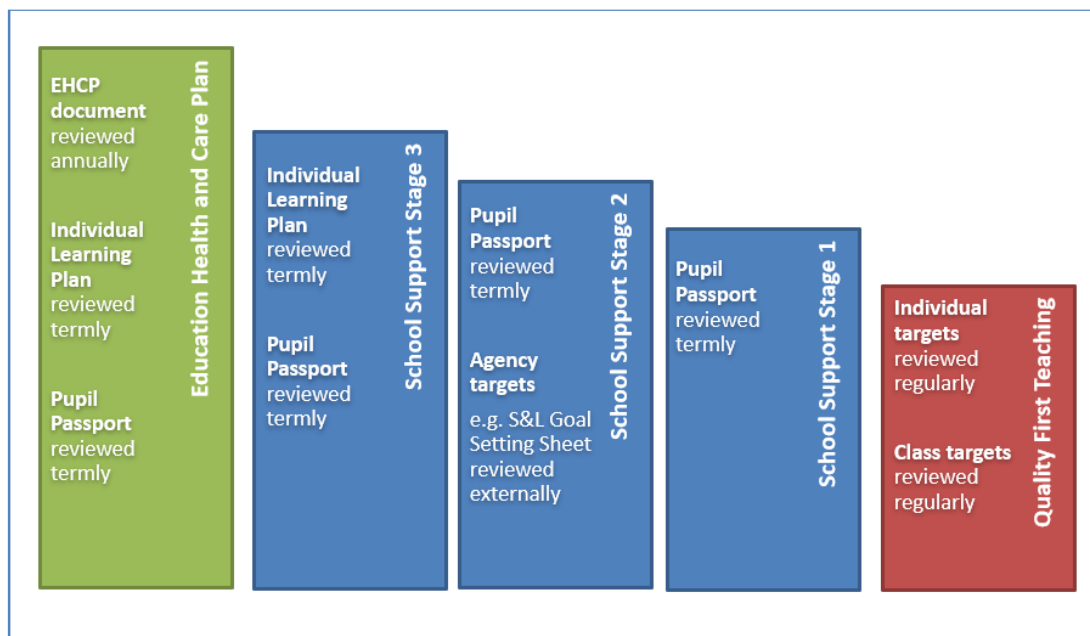 EHCP
document
reviewed
annually
Individual
Learning
Plan
reviewed
termly
Pupil
Passport
reviewed
termly
Education Health and Care Plan
Individual
Learning
Plan
reviewed
termly
Pupil
Passport
reviewed
termly
School Support Stage 3
Pupil
Passport
reviewed
termly
Agency
targets
e.g. S&L Goal
Setting Sheet
reviewed
externally
School Support Stage 2
Pupil
Passport
reviewed
termly
School Support Stage 1
Individual
targets
reviewed
regularly
Class targets
reviewed
regularly
Quality First Teaching